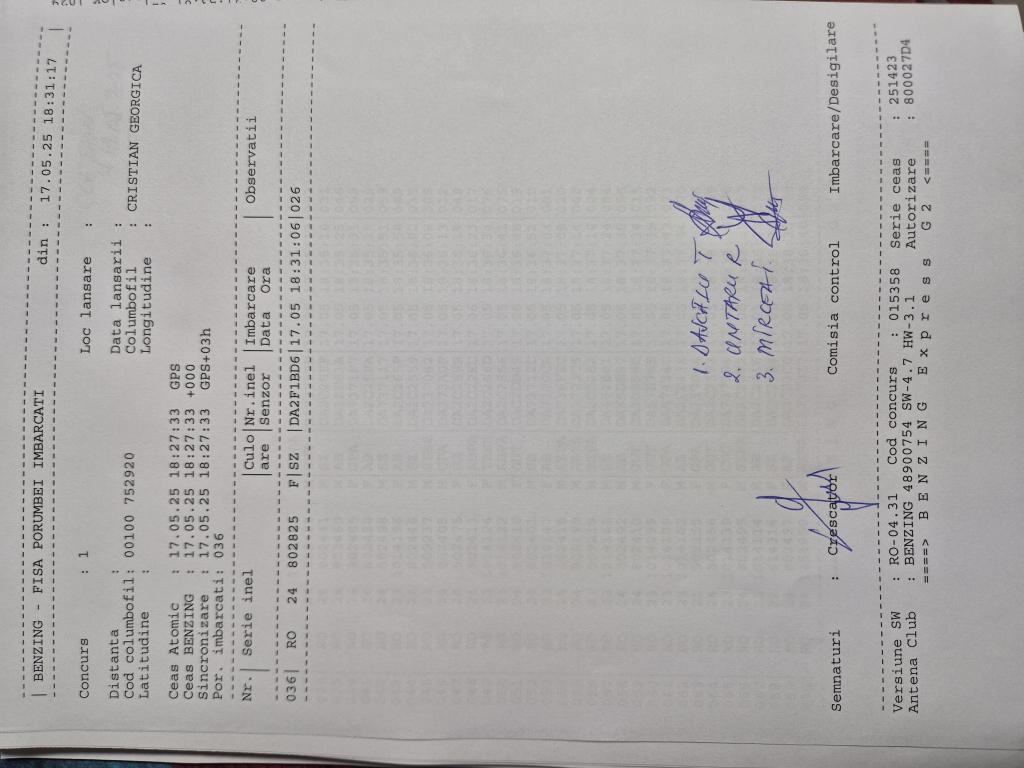 | BENZING - FISA PORUMBEI IMBARCATI din : 17.05.25 18:31:17 |
Concurs : 1 Loc lansare :
Distanta : Data lansarii :
Cod columbofil: 00100 752920 Columbofil : CRISTIAN GEORGICA
Latitudine : Longitudine :
Ceas Atomic : 17.05.25 18:27:33 GPS
Ceas BENZING : 17.05.25 18:27:33 +000
Sincronizare : 17.05.25 18:27:33 GPS+03h
Por. imbarcati: 036
Nr.| Serie inel |Culo|Nr.inel |Imbarcare | Observatii
| |are |Senzor |Data Ora |
036| RO 24 802825 F|SZ |DA2F1BD6|17.05 18:31:06|026
1. DASCALU T
2. UNTARU R
3. MIRCEA I.
Semnaturi : Crescator Comisia control Imbarcare/Desigilare
Versiune SW : RO-04.31 Cod concurs : 015358 Serie ceas : 251423
Antena Club : BENZING 48900754 SW-4.7 HW-3.1 Autorizare : 800027D4
====> B E N Z I N G E x p r e s s G 2 <====